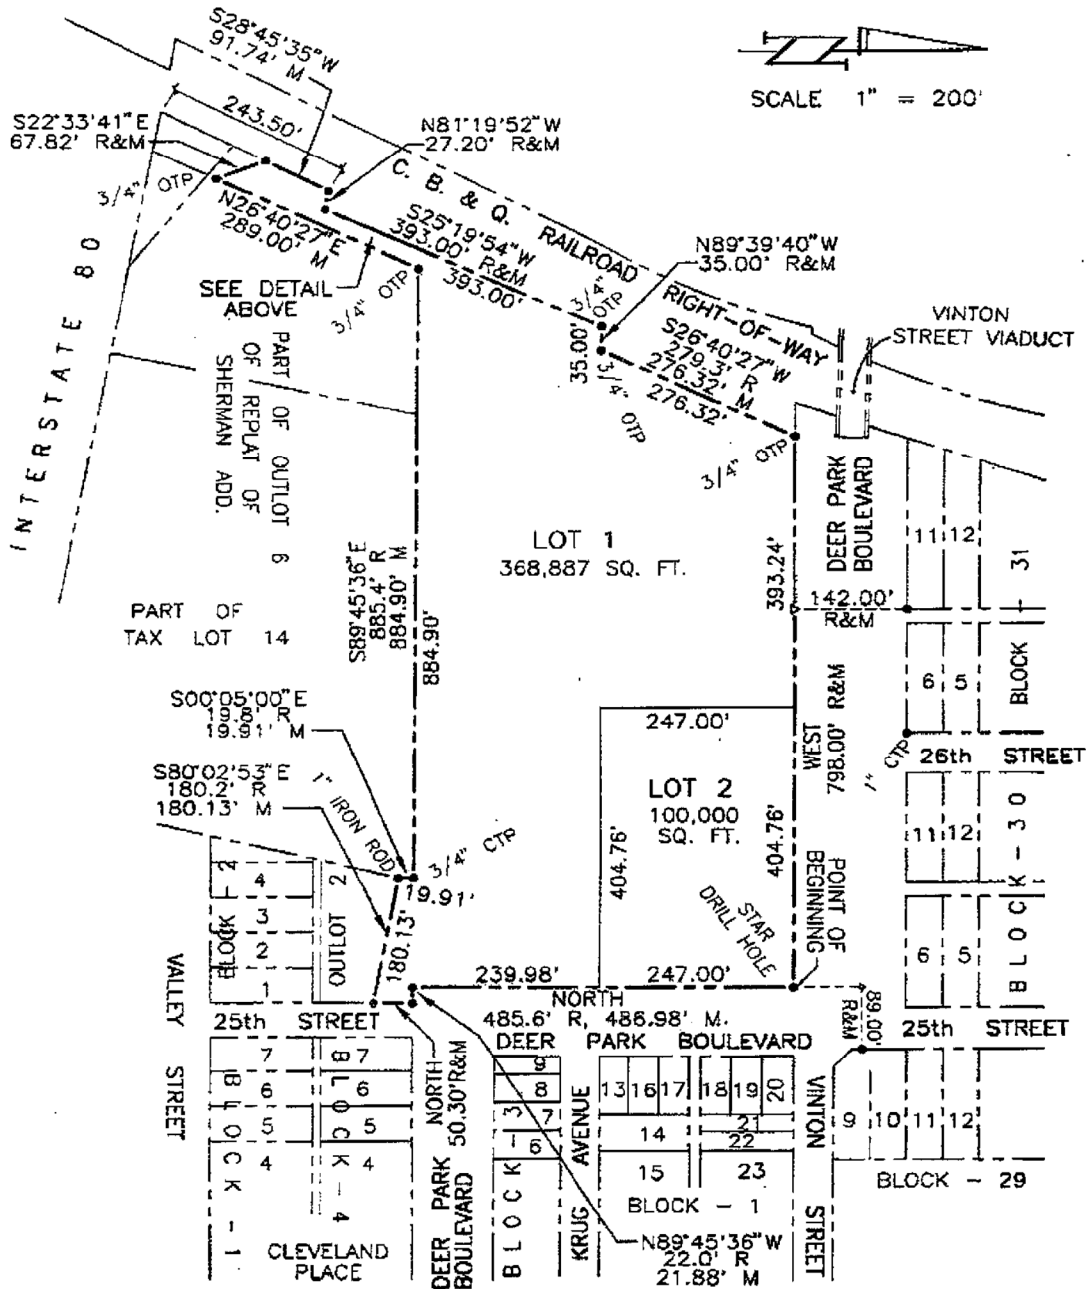 S28°45'35"W
91.74' M
243.50'
SCALE 1" = 200'
S22°33'41"E
67.82' R&M
N81°19'52"W
27.20' R&M
3/4" OTP
C. B. & Q. RAILROAD RIGHT-OF-WAY
N26°40'27"E
289.00' M
S25°19'54"W
393.00' R&M
393.00'
N89°39'40"W
35.00' R&M
SEE DETAIL
ABOVE
3/4" OTP
3/4" OTP
35.00'
3/4" OTP
S26°40'27"W
279.3' R
276.32' M
276.32'
3/4" OTP
VINTON
STREET VIADUCT
INTERSTATE 80
PART OF OUTLOT 6
OF REPLAT OF
SHERMAN ADD.
LOT 1
368,887 SQ. FT.
DEER PARK
BOULEVARD
11 12
393.24'
142.00'
R&M
S89°45'36"E
885.4' R
884.90' M
884.90'
PART OF
TAX LOT 14
6 5
BLOCK - 31
S00°05'00"E
19.8' R
19.91' M
247.00'
WEST
798.00' R&M
1" CTP
26th STREET
S80°02'53"E
180.2' R
180.13' M
1" IRON ROD
3/4" CTP
LOT 2
100,000
SQ. FT.
404.76'
404.76'
11 12
BLOCK - 30
19.91'
180.13'
STAR
DRILL HOLE
POINT OF
BEGINNING
4
3
2
1
BLOCK - 2
OUTLOT 2
6 5
239.98'
247.00'
NORTH
485.6' R, 486.98' M
89.00'
R&M
VALLEY STREET
25th STREET
25th STREET
DEER PARK BOULEVARD
7
6
5
4
BLOCK - 1
7
6
5
4
BLOCK - 4
NORTH
50.30'R&M
DEER PARK
BOULEVARD
9
8
7
6
BLOCK - 3
KRUG AVENUE
13 16 17
14
15
18 19 20
21
22
23
BLOCK - 1
VINTON STREET
9 10 11 12
BLOCK - 29
CLEVELAND
PLACE
N89°45'36"W
22.0' R
21.88' M